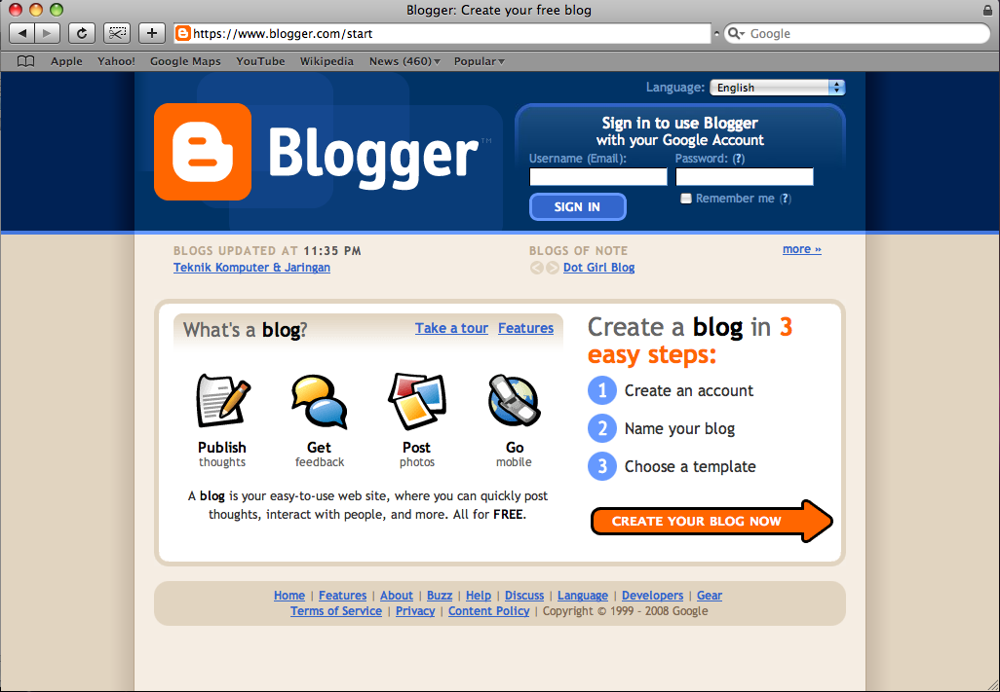 Blogger: Create your free blog
https://www.blogger.com/start
Google
Apple Yahoo! Google Maps YouTube Wikipedia News (460) Popular
Language: English
Blogger™
Sign in to use Blogger
with your Google Account
Username (Email): Password: (?)
SIGN IN
Remember me (?)
BLOGS UPDATED AT 11:35 PM
Teknik Komputer & Jaringan
BLOGS OF NOTE
more »
Dot Girl Blog
What's a blog? Take a tour Features
Publish
thoughts
Get
feedback
Post
photos
Go
mobile
A blog is your easy-to-use web site, where you can quickly post
thoughts, interact with people, and more. All for FREE.
Create a blog in 3
easy steps:
1 Create an account
2 Name your blog
3 Choose a template
CREATE YOUR BLOG NOW
Home | Features | About | Buzz | Help | Discuss | Language | Developers | Gear
Terms of Service | Privacy | Content Policy | Copyright © 1999 - 2008 Google